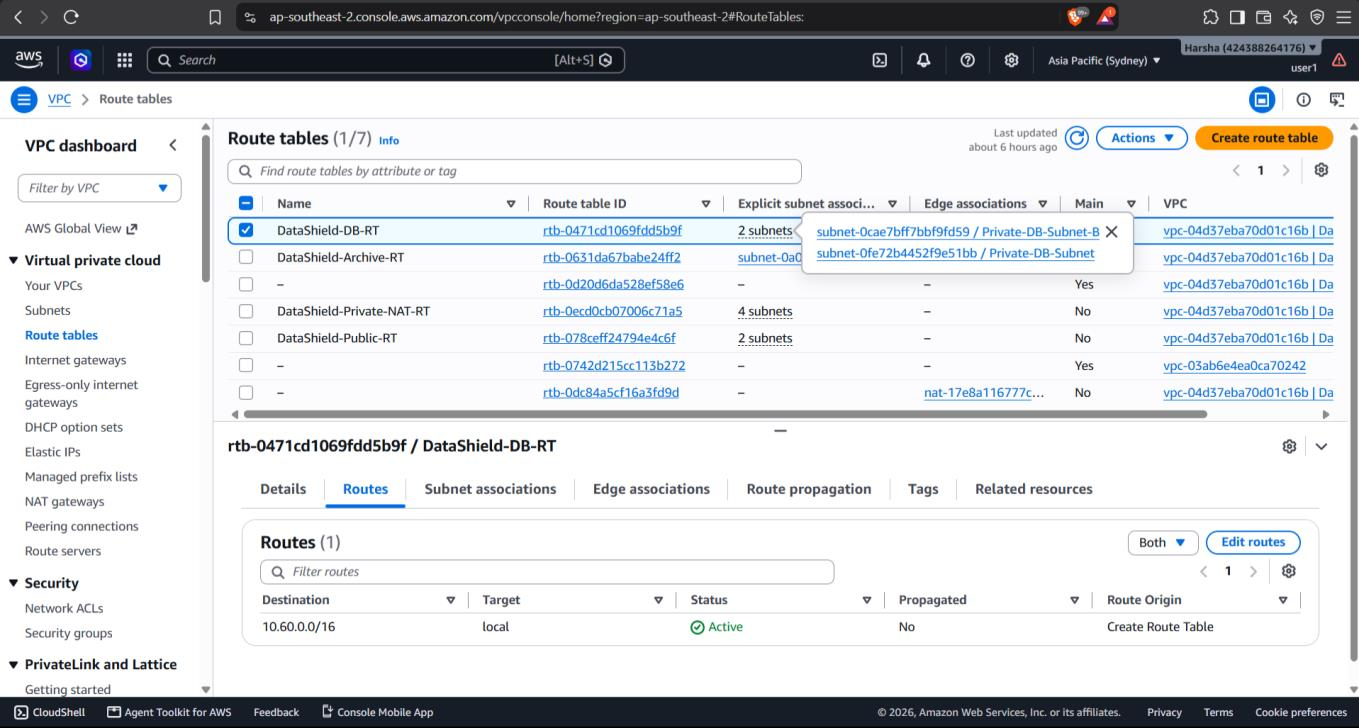 ap-southeast-2.console.aws.amazon.com/vpcconsole/home?region=ap-southeast-2#RouteTables:
99+
1
aws
Search
[Alt+S]
Asia Pacific (Sydney)
Harsha (424388264176)
user1
VPC
Route tables
VPC dashboard
Filter by VPC
AWS Global View
Virtual private cloud
Your VPCs
Subnets
Route tables
Internet gateways
Egress-only internet
gateways
DHCP option sets
Elastic IPs
Managed prefix lists
NAT gateways
Peering connections
Route servers
Security
Network ACLs
Security groups
PrivateLink and Lattice
Getting started
Route tables (1/7) Info
Last updated
about 6 hours ago
Actions
Create route table
Find route tables by attribute or tag
1
Name Route table ID Explicit subnet associ... Edge associations Main VPC
DataShield-DB-RT rtb-0471cd1069fdd5b9f 2 subnets vpc-04d37eba70d01c16b | Da
subnet-0cae7bff7bbf9fd59 / Private-DB-Subnet-B
subnet-0fe72b4452f9e51bb / Private-DB-Subnet
DataShield-Archive-RT rtb-0631da67babe24ff2 subnet-0a0 vpc-04d37eba70d01c16b | Da
– rtb-0d20d6da528ef58e6 – – Yes vpc-04d37eba70d01c16b | Da
DataShield-Private-NAT-RT rtb-0ecd0cb07006c71a5 4 subnets – No vpc-04d37eba70d01c16b | Da
DataShield-Public-RT rtb-078ceff24794e4c6f 2 subnets – No vpc-04d37eba70d01c16b | Da
– rtb-0742d215cc113b272 – – Yes vpc-03ab6e4ea0ca70242
– rtb-0dc84a5cf16a3fd9d – nat-17e8a116777c... No vpc-04d37eba70d01c16b | Da
rtb-0471cd1069fdd5b9f / DataShield-DB-RT
Details Routes Subnet associations Edge associations Route propagation Tags Related resources
Routes (1)
Both
Edit routes
Filter routes
1
Destination Target Status Propagated Route Origin
10.60.0.0/16 local Active No Create Route Table
CloudShell Agent Toolkit for AWS Feedback Console Mobile App © 2026, Amazon Web Services, Inc. or its affiliates. Privacy Terms Cookie preferences